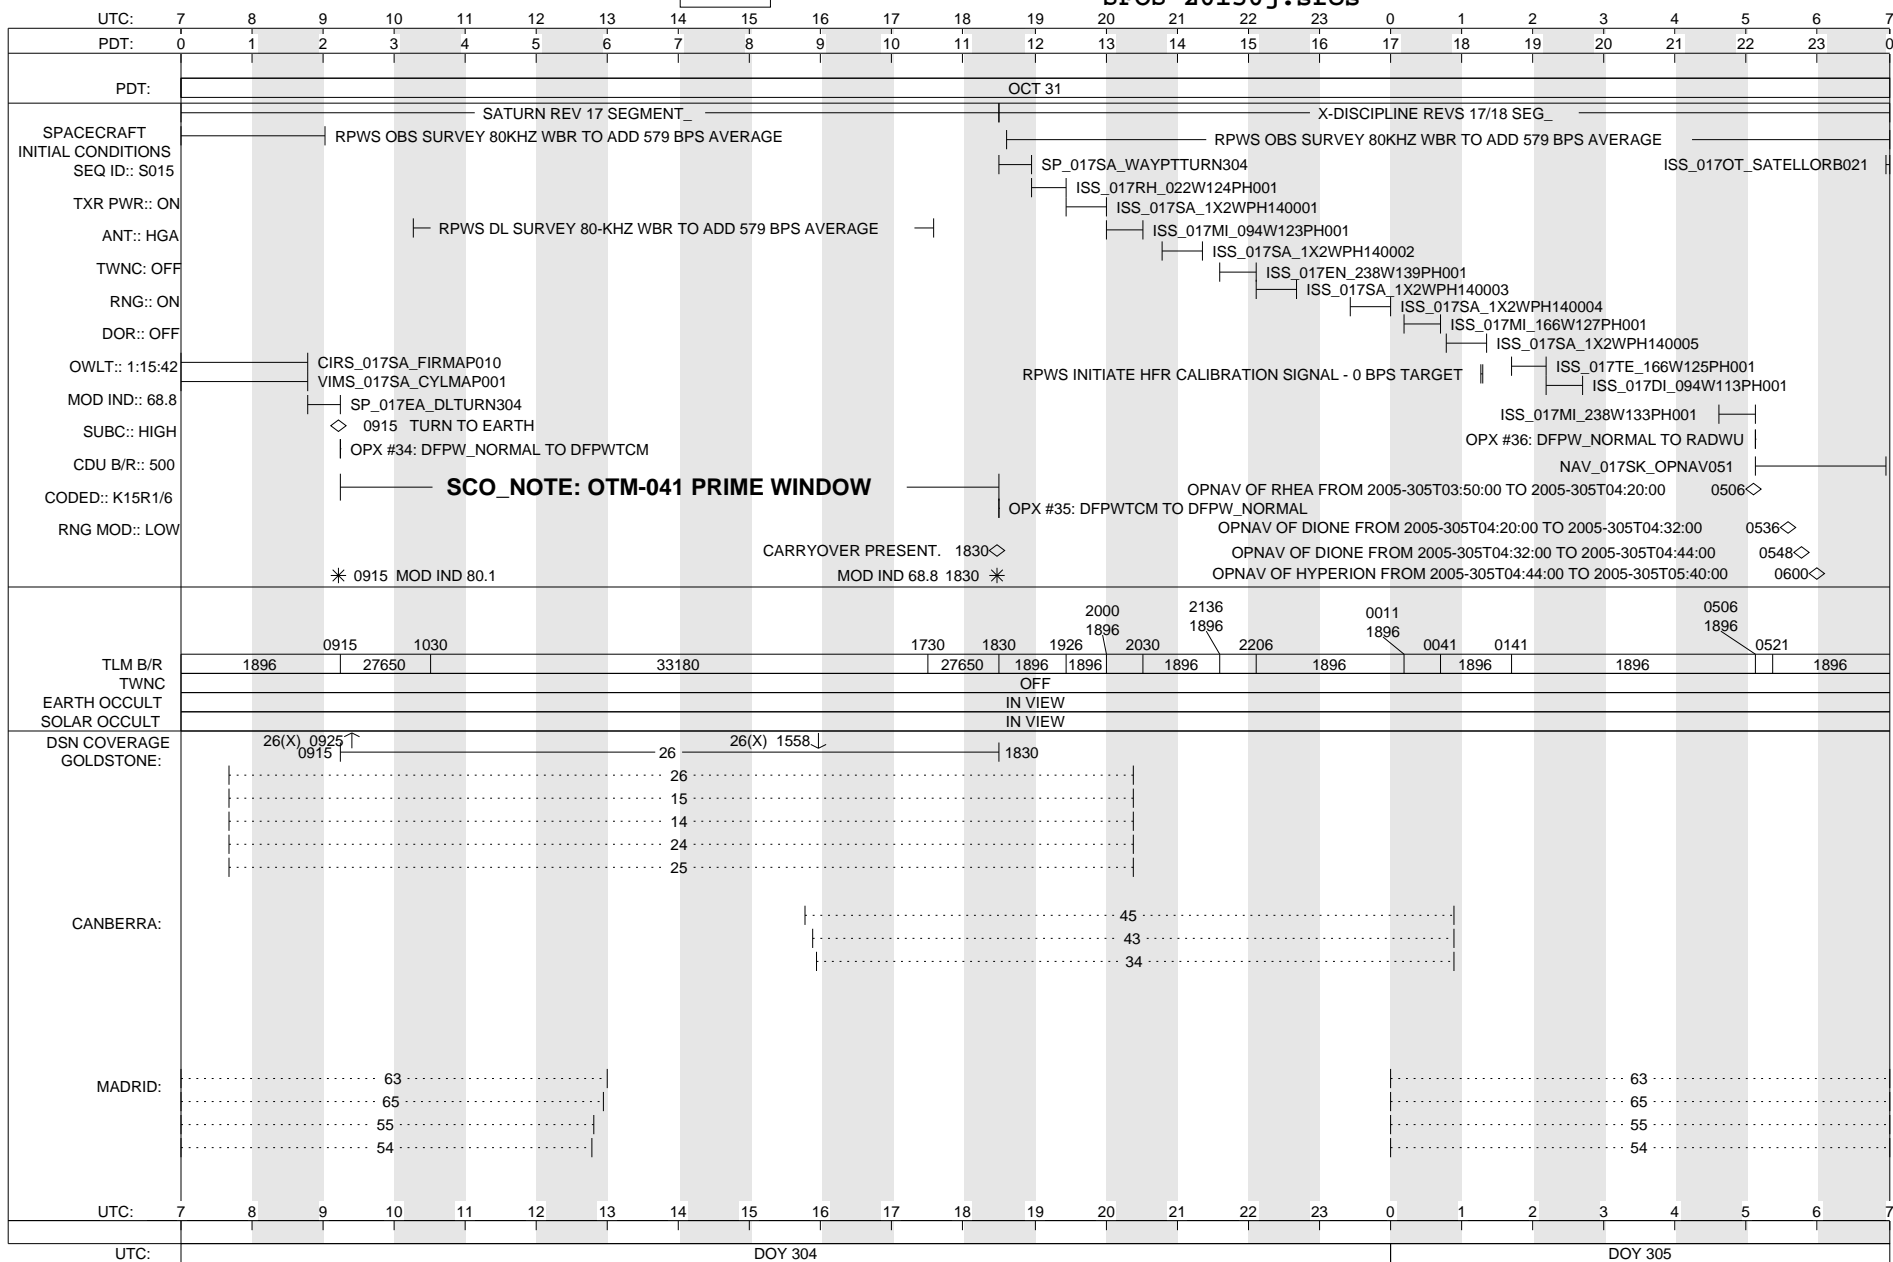 SFOS 20150j.sfos
UTC: 7 8 9 10 11 12 13 14 15 16 17 18 19 20 21 22 23 0 1 2 3 4 5 6 7
PDT: 0 1 2 3 4 5 6 7 8 9 10 11 12 13 14 15 16 17 18 19 20 21 22 23 0
PDT: OCT 31
SATURN REV 17 SEGMENT_ X-DISCIPLINE REVS 17/18 SEG_
SPACECRAFT
INITIAL CONDITIONS
SEQ ID:: S015
TXR PWR:: ON
ANT:: HGA
TWNC: OFF
RNG:: ON
DOR:: OFF
OWLT:: 1:15:42
MOD IND:: 68.8
SUBC:: HIGH
CDU B/R:: 500
CODED:: K15R1/6
RNG MOD:: LOW
RPWS OBS SURVEY 80KHZ WBR TO ADD 579 BPS AVERAGE
RPWS OBS SURVEY 80KHZ WBR TO ADD 579 BPS AVERAGE
SP_017SA_WAYPTTURN304
ISS_017OT_SATELLORB021
ISS_017RH_022W124PH001
ISS_017SA_1X2WPH140001
RPWS DL SURVEY 80-KHZ WBR TO ADD 579 BPS AVERAGE
ISS_017MI_094W123PH001
ISS_017SA_1X2WPH140002
ISS_017EN_238W139PH001
ISS_017SA_1X2WPH140003
ISS_017SA_1X2WPH140004
ISS_017MI_166W127PH001
ISS_017SA_1X2WPH140005
CIRS_017SA_FIRMAP010
ISS_017TE_166W125PH001
RPWS INITIATE HFR CALIBRATION SIGNAL - 0 BPS TARGET
VIMS_017SA_CYLMAP001
ISS_017DI_094W113PH001
SP_017EA_DLTURN304
ISS_017MI_238W133PH001
0915 TURN TO EARTH
OPX #36: DFPW_NORMAL TO RADWU
OPX #34: DFPW_NORMAL TO DFPWTCM
NAV_017SK_OPNAV051
SCO_NOTE: OTM-041 PRIME WINDOW
OPNAV OF RHEA FROM 2005-305T03:50:00 TO 2005-305T04:20:00 0506
OPX #35: DFPWTCM TO DFPW_NORMAL
OPNAV OF DIONE FROM 2005-305T04:20:00 TO 2005-305T04:32:00 0536
CARRYOVER PRESENT. 1830
OPNAV OF DIONE FROM 2005-305T04:32:00 TO 2005-305T04:44:00 0548
0915 MOD IND 80.1
MOD IND 68.8 1830
OPNAV OF HYPERION FROM 2005-305T04:44:00 TO 2005-305T05:40:00 0600
2000 2136 0011 0506
1896 1896 1896 1896
0915 1030 1730 1830 1926 2030 2206 0041 0141 0521
TLM B/R 1896 27650 33180 27650 1896 1896 1896 1896 1896 1896 1896
TWNC OFF
EARTH OCCULT IN VIEW
SOLAR OCCULT IN VIEW
DSN COVERAGE
GOLDSTONE:
26(X) 0925 26(X) 1558
0915 26 1830
26
15
14
24
25
CANBERRA:
45
43
34
MADRID:
63 63
65 65
55 55
54 54
UTC: 7 8 9 10 11 12 13 14 15 16 17 18 19 20 21 22 23 0 1 2 3 4 5 6 7
UTC: DOY 304 DOY 305